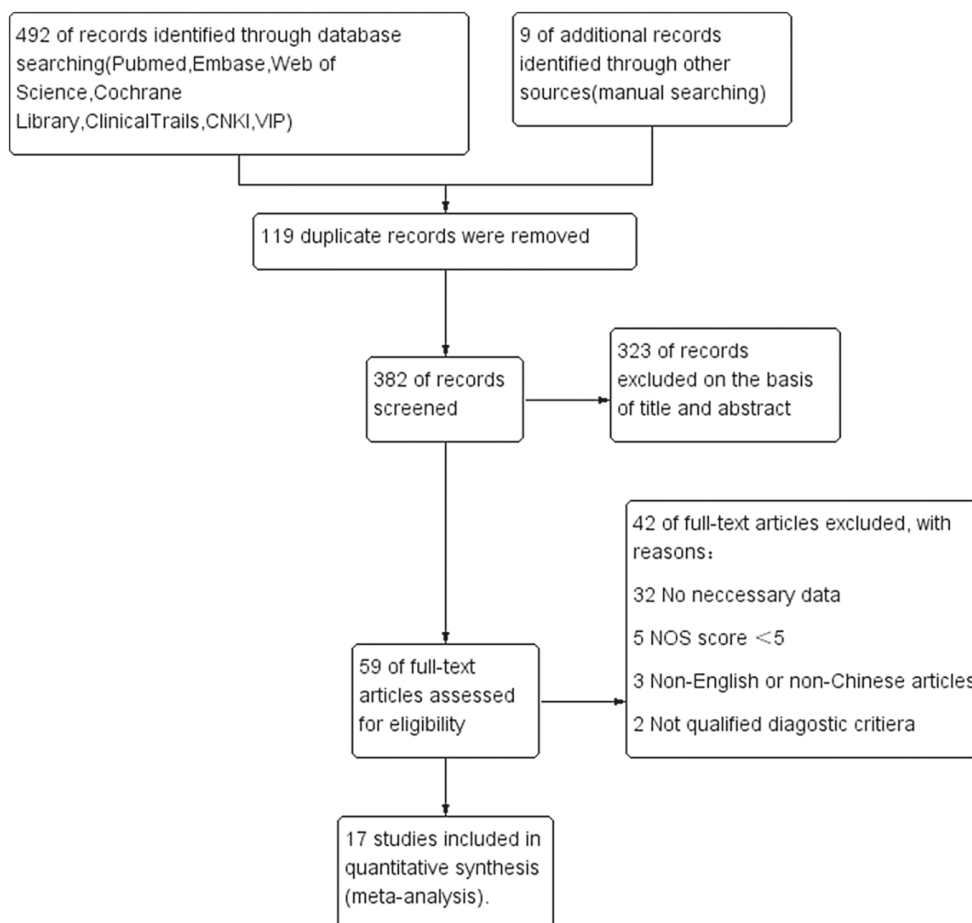 492 of records identified through database
searching(Pubmed,Embase,Web of
Science,Cochrane
Library,ClinicalTrails,CNKI,VIP)
9 of additional records
identified through other
sources(manual searching)
119 duplicate records were removed
382 of records
screened
323 of records
excluded on the basis
of title and abstract
42 of full-text articles excluded, with
reasons：
32 No neccessary data
5 NOS score ＜5
3 Non-English or non-Chinese articles
2 Not qualified diagostic critiera
59 of full-text
articles assessed
for eligibility
17 studies included in
quantitative synthesis
(meta-analysis).